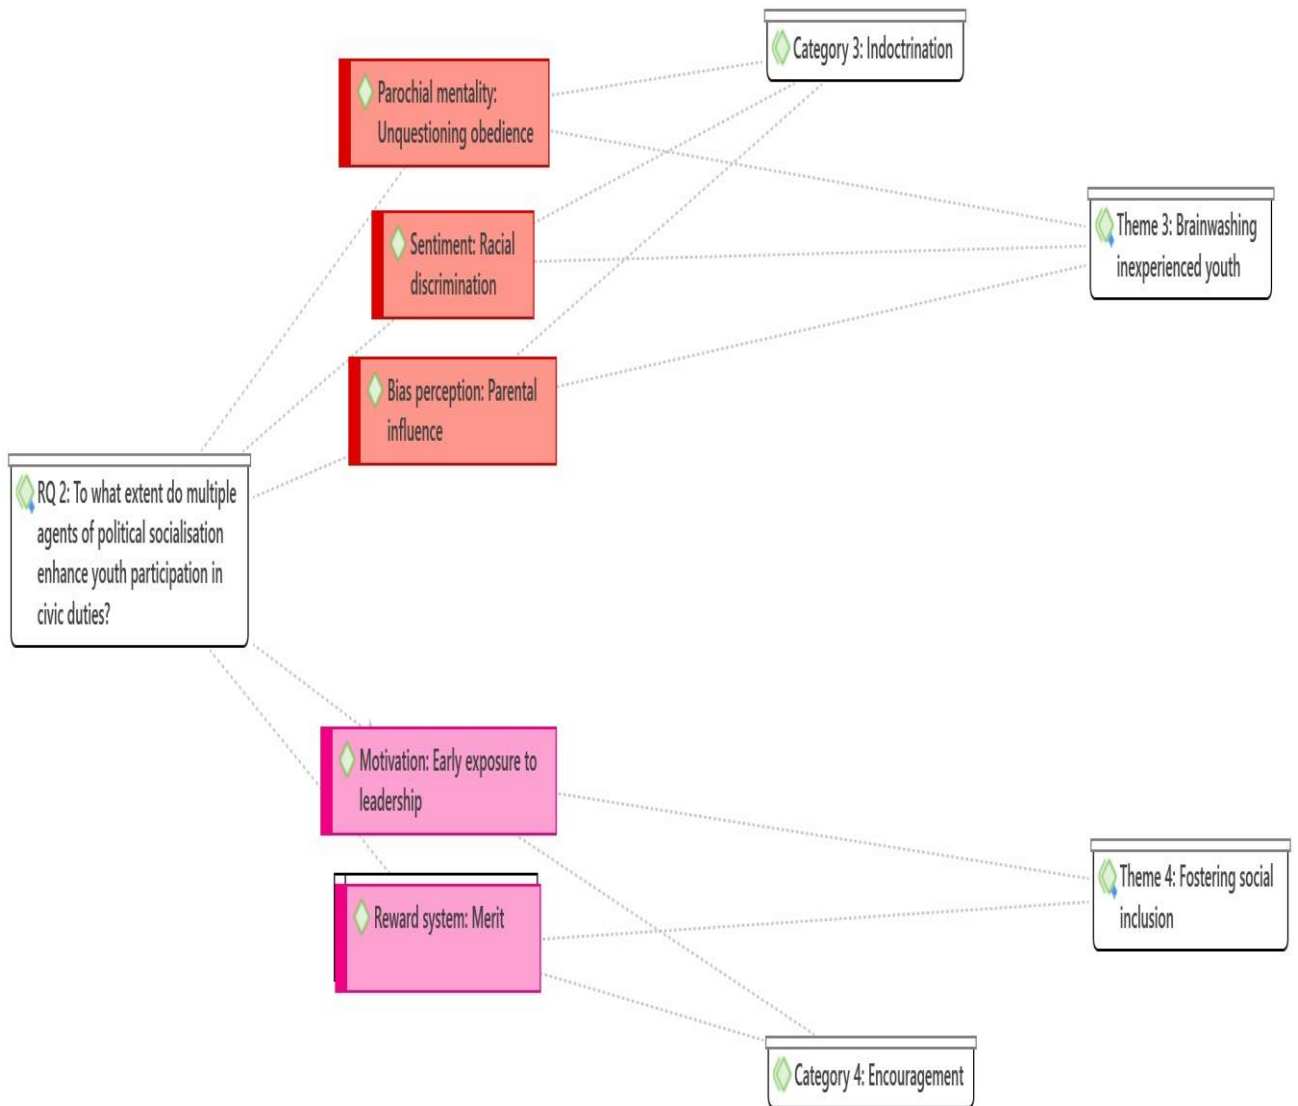 Category 3: Indoctrination
Parochial mentality:
Unquestioning obedience
Theme 3: Brainwashing
inexperienced youth
Sentiment: Racial
discrimination
Bias perception: Parental
influence
RQ 2: To what extent do multiple
agents of political socialisation
enhance youth participation in
civic duties?
Motivation: Early exposure to
leadership
Theme 4: Fostering social
inclusion
Reward system: Merit
Category 4: Encouragement